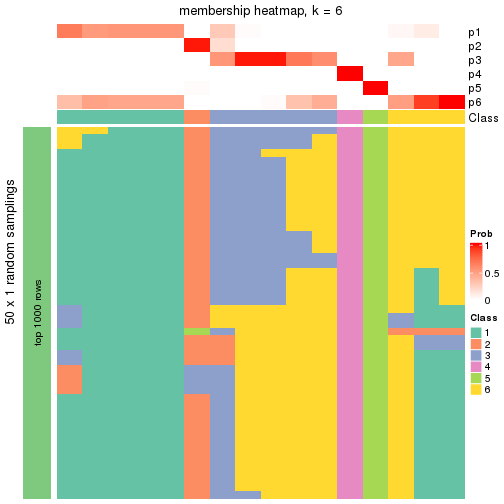 membership heatmap, k = 6
p1
p2
p3
p4
p5
p6
Class
50 x 1 random samplings
top 1000 rows
Prob
1
0.5
0
Class
1
2
3
4
5
6